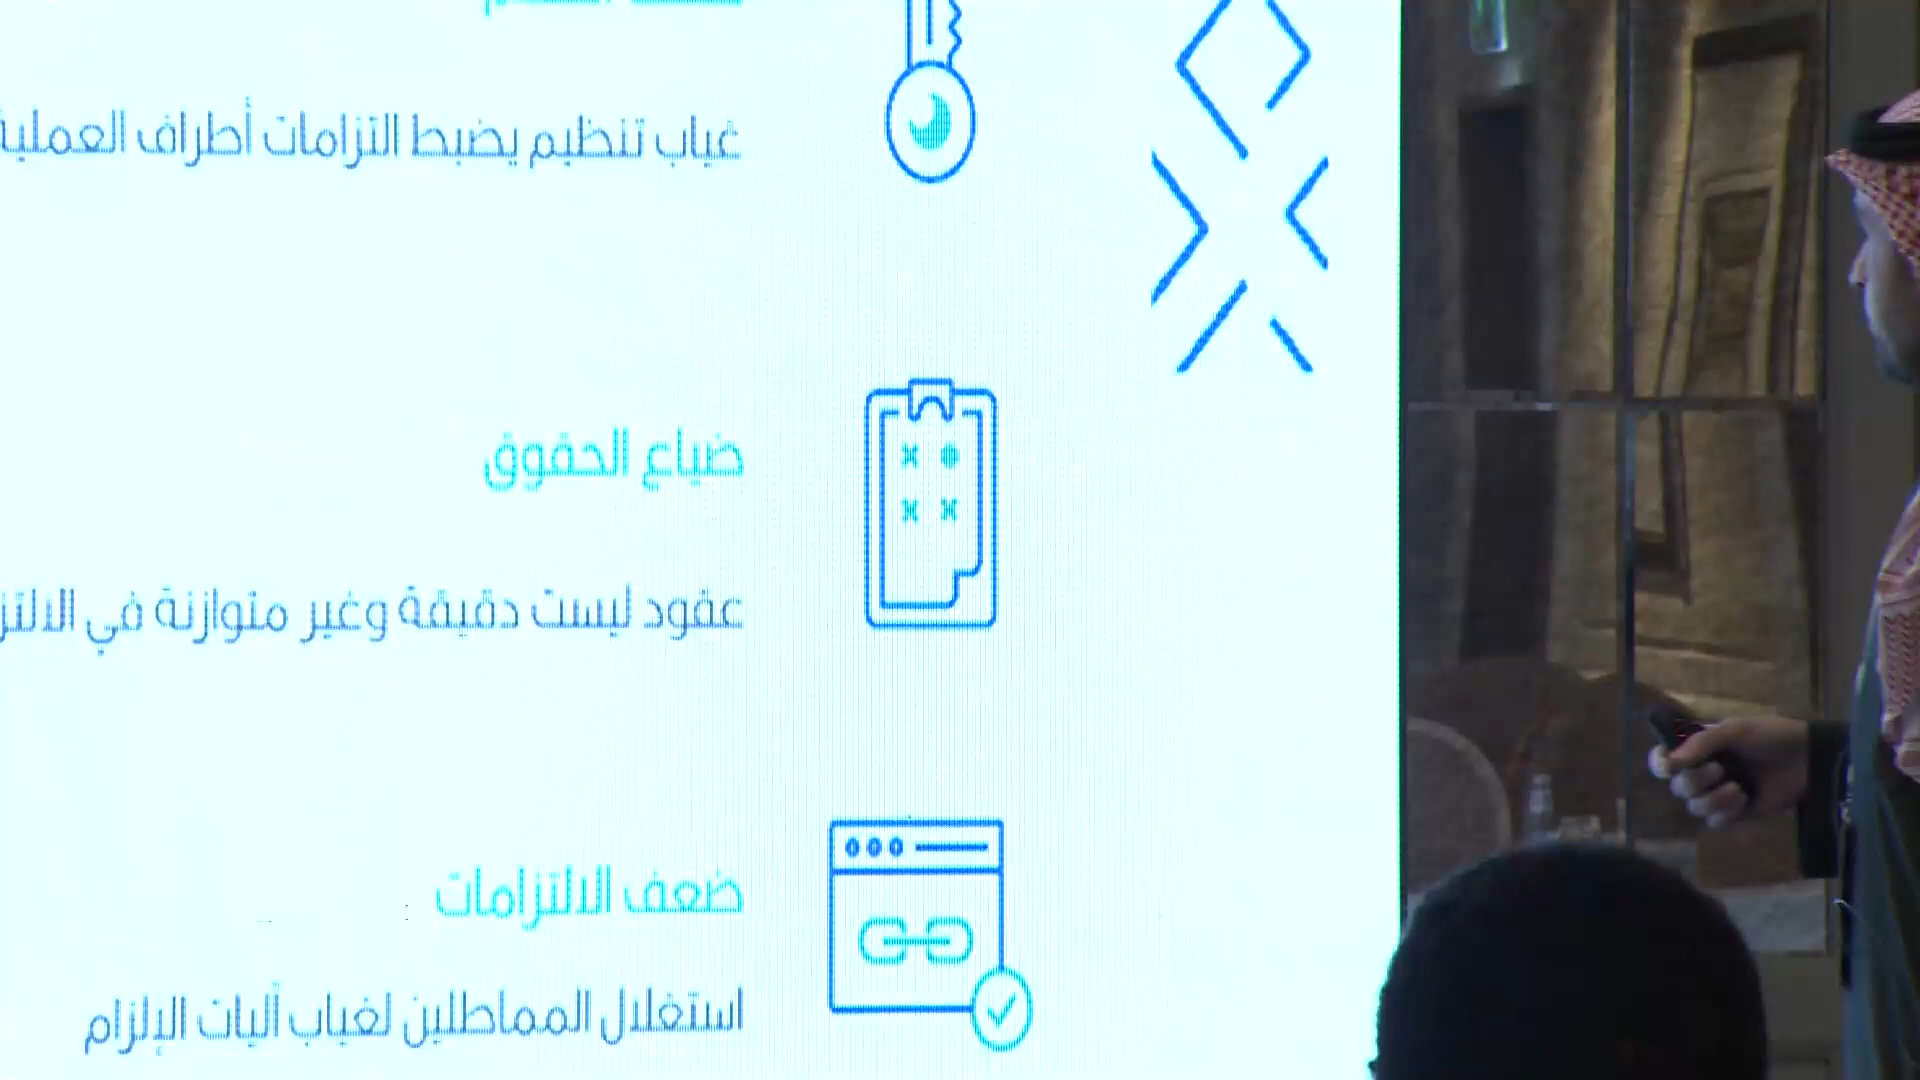 غياب تنظيم يضبط التزامات أطراف
ضياع الحقوق
عقود ليست دقيقة وغير متوازنة في
ضعف الالتزامات
استغلال المماطلين لغياب آليات الإلزام